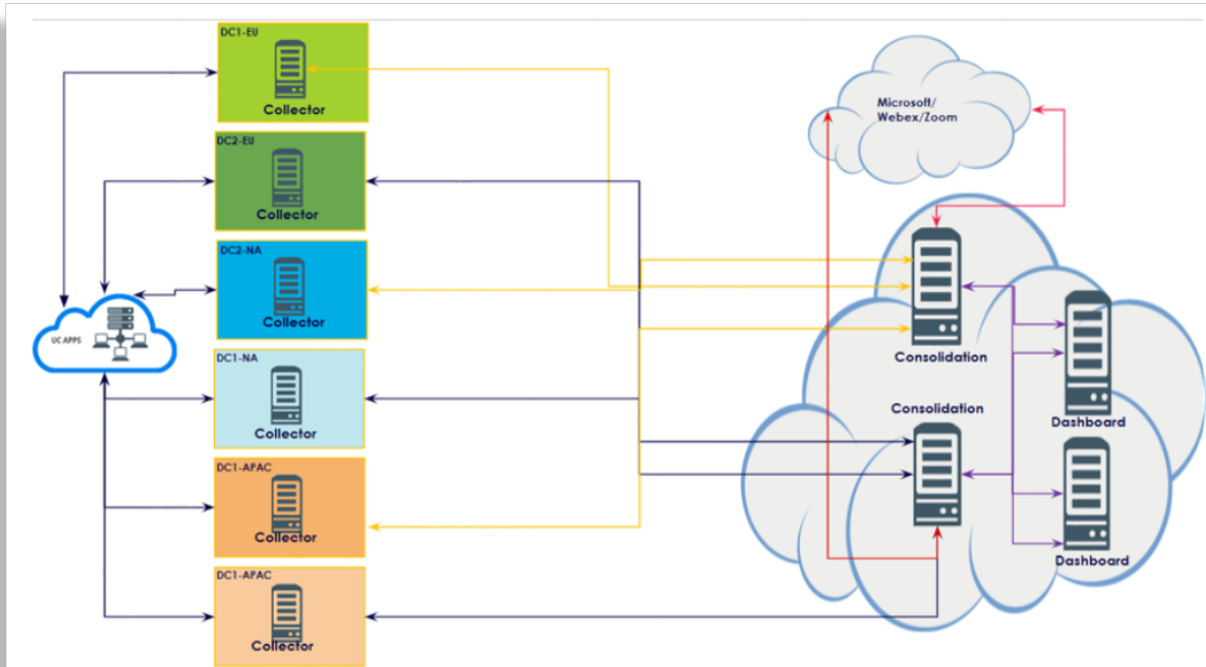 DC1-EU
Collector
DC2-EU
Collector
DC2-NA
Collector
UC APPS
DC1-NA
Collector
DC1-APAC
Collector
DC1-APAC
Collector
Microsoft/
Webex/Zoom
Consolidation
Consolidation
Dashboard
Dashboard